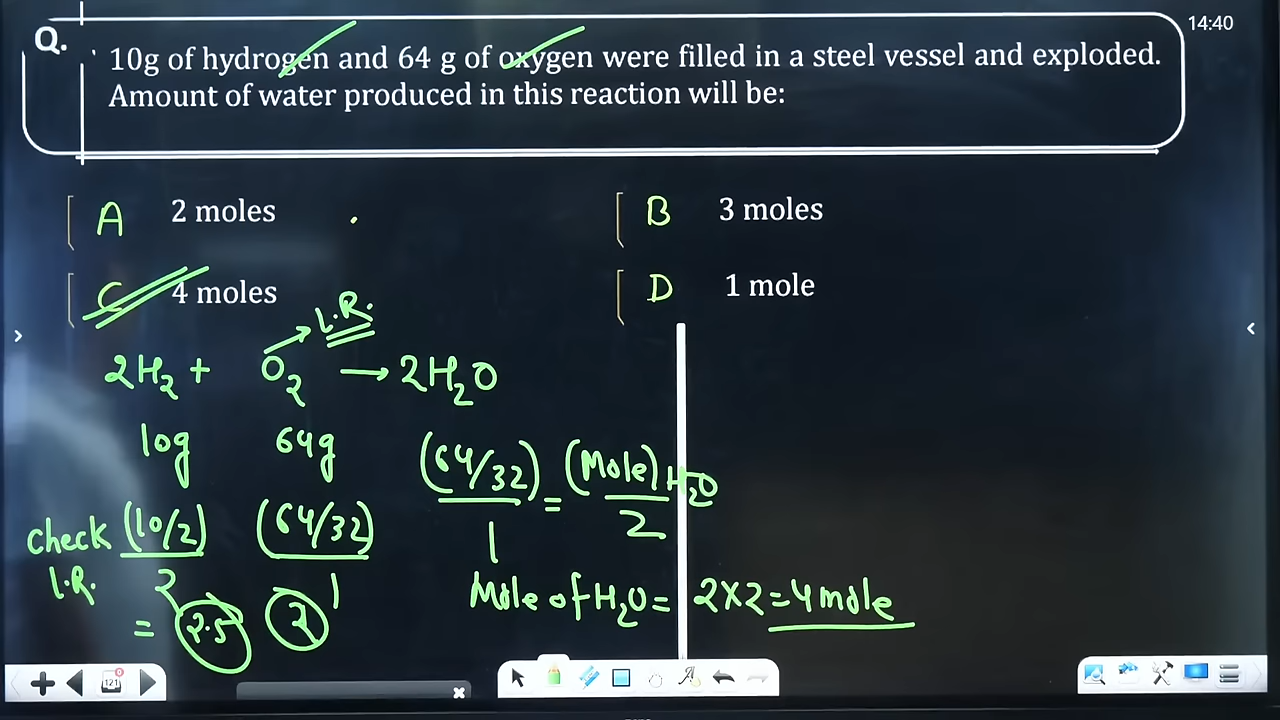 14:40
Q. 10g of hydrogen and 64 g of oxygen were filled in a steel vessel and exploded.
Amount of water produced in this reaction will be:
A 2 moles
B 3 moles
C 4 moles
D 1 mole
L.R.
2H₂ + O₂ → 2H₂O
10g 64g
check L.R. (10/2)/2 (64/32)/1
= 2.5 2
(64/32)/1 = (Mole)H₂O/2
Mole of H₂O = 2×2 = 4 mole
121